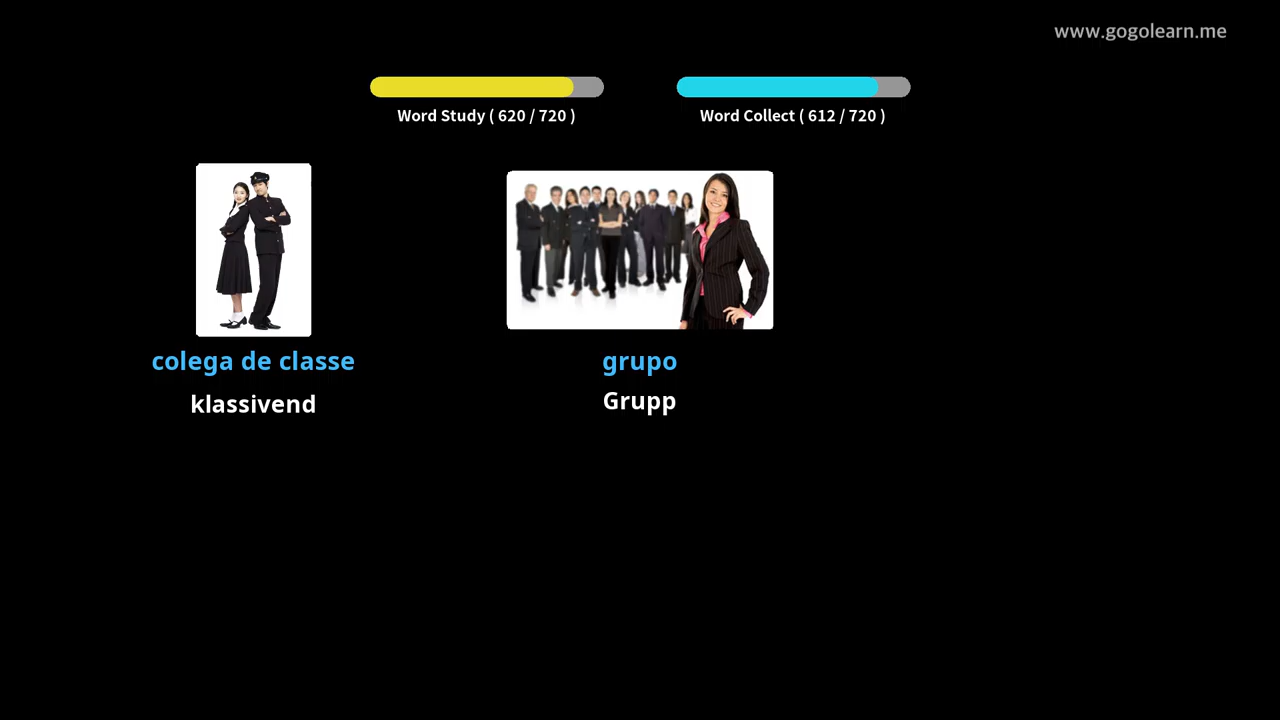 www.gogolearn.me
Word Study ( 620 / 720 )
Word Collect ( 612 / 720 )
colega de classe
klassivend
grupo
Grupp